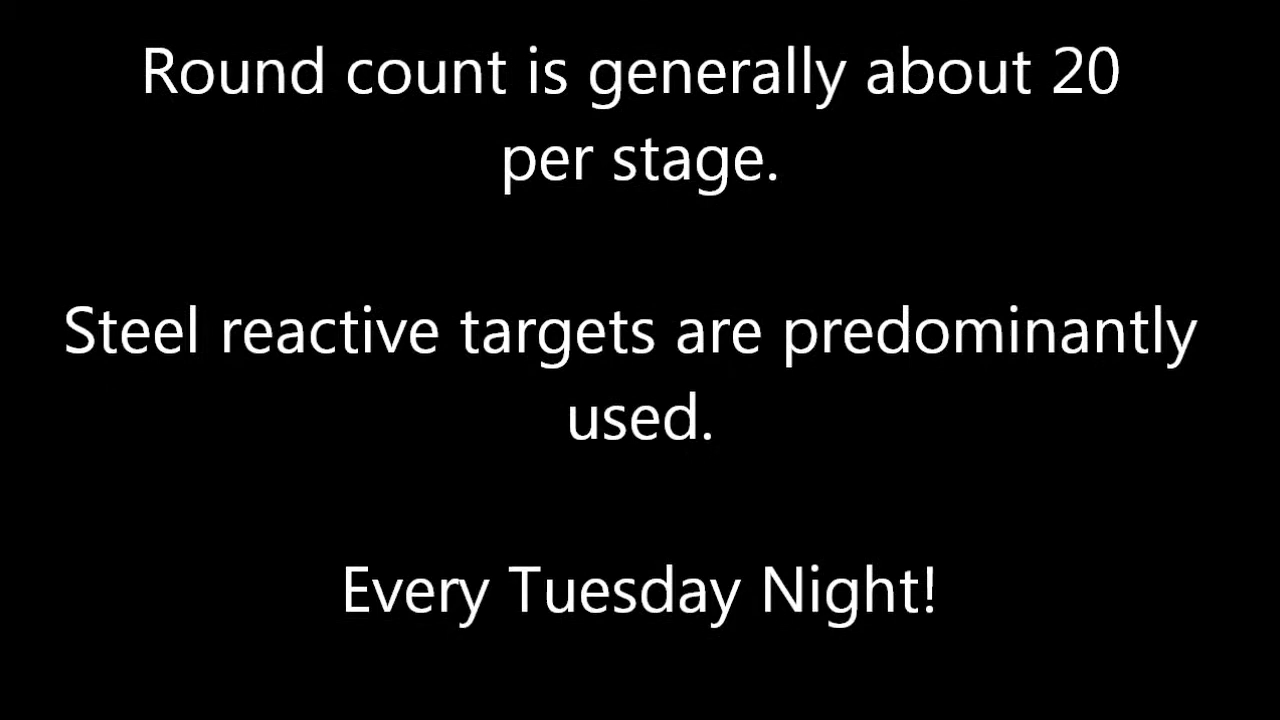 Round count is generally about 20
per stage.
Steel reactive targets are predominantly
used.
Every Tuesday Night!